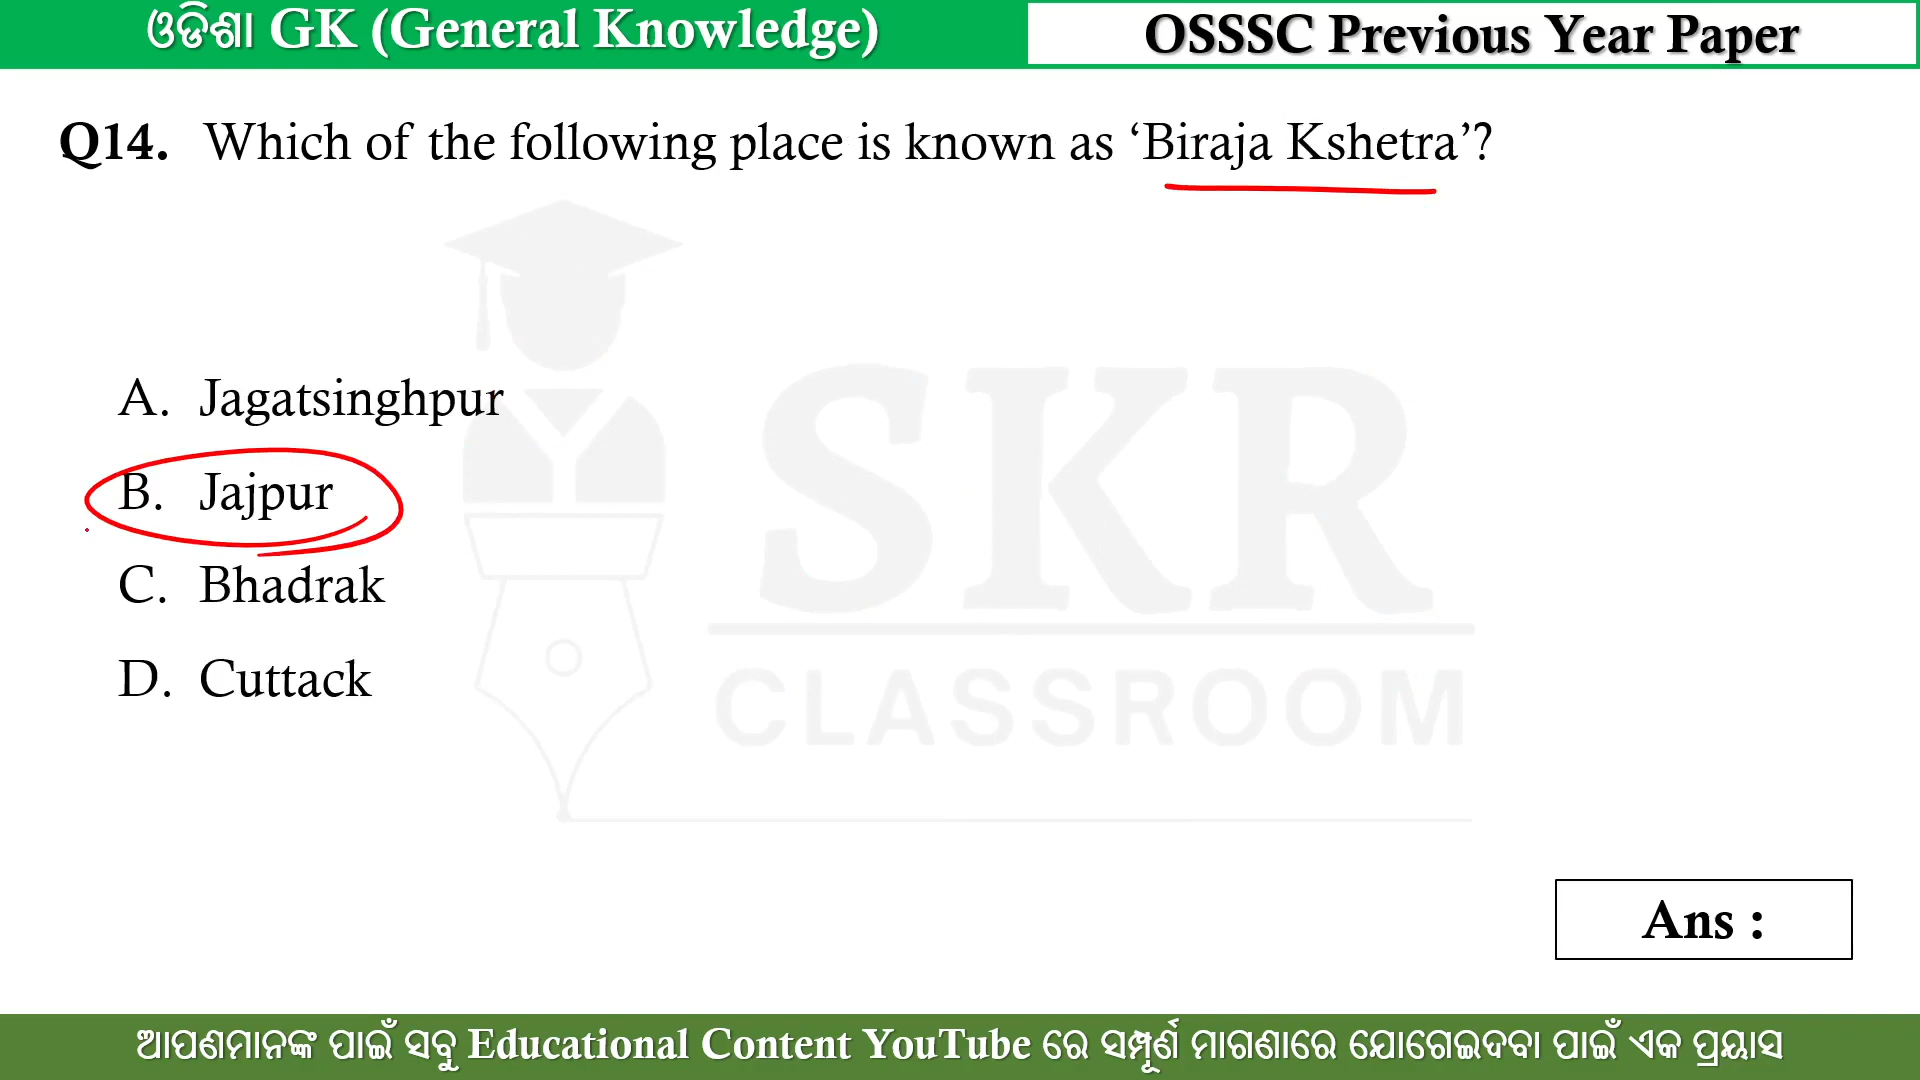 ଓଡିଶା GK (General Knowledge)
OSSSC Previous Year Paper
Q14. Which of the following place is known as ‘Biraja Kshetra’?
A. Jagatsinghpur
B. Jajpur
C. Bhadrak
D. Cuttack
SKR
CLASSROOM
Ans :
ଆପଣମାନଙ୍କ ପାଇଁ ସବୁ Educational Content YouTube ରେ ସମ୍ପୂର୍ଣ ମାଗଣାରେ ଯୋଗେଇଦବା ପାଇଁ ଏକ ପ୍ରୟାସ